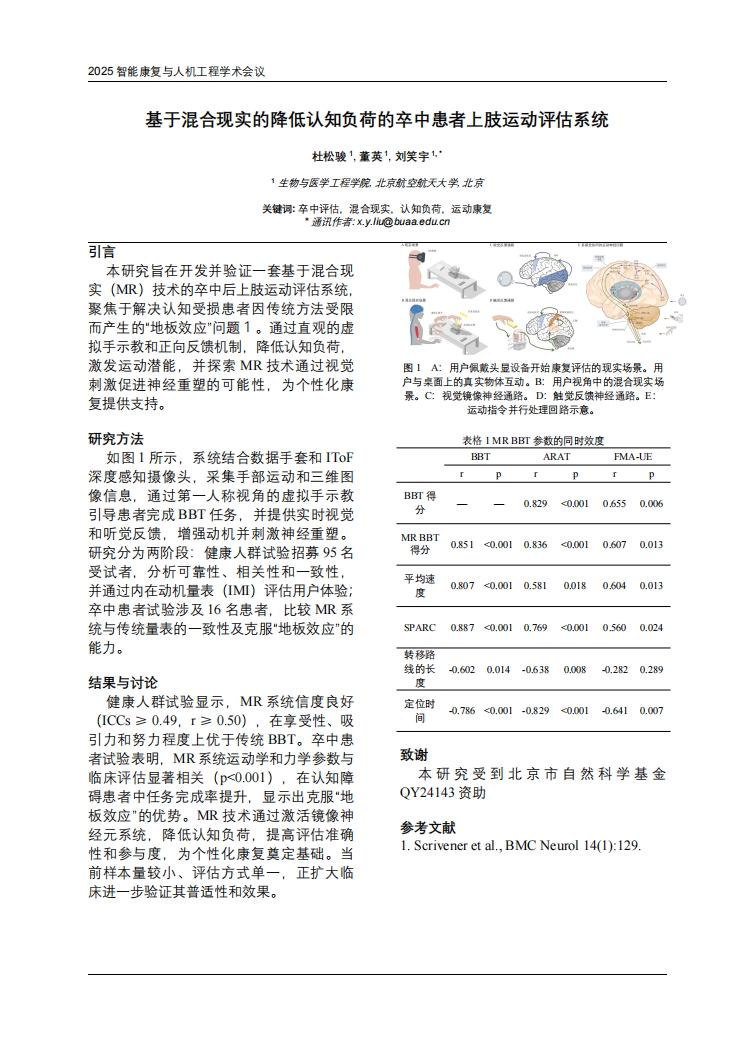 2025 智能康复与人机工程学术会议
基于混合现实的降低认知负荷的卒中患者上肢运动评估系统
杜松骏 1, 董英 1, 刘笑宇 1, *
1 生物与医学工程学院, 北京航空航天大学, 北京
关键词: 卒中评估，混合现实，认知负荷，运动康复
* 通讯作者: x.y.liu@buaa.edu.cn
引言
本研究旨在开发并验证一套基于混合现
实（MR）技术的卒中后上肢运动评估系统，
聚焦于解决认知受损患者因传统方法受限
而产生的“地板效应”问题 1 。通过直观的虚
拟手示教和正向反馈机制，降低认知负荷，
激发运动潜能，并探索 MR 技术通过视觉
刺激促进神经重塑的可能性，为个性化康
复提供支持。
研究方法
如图 1 所示，系统结合数据手套和 IToF
深度感知摄像头，采集手部运动和三维图
像信息，通过第一人称视角的虚拟手示教
引导患者完成 BBT 任务，并提供实时视觉
和听觉反馈，增强动机并刺激神经重塑。
研究分为两阶段：健康人群试验招募 95 名
受试者，分析可靠性、相关性和一致性，
并通过内在动机量表（IMI）评估用户体验；
卒中患者试验涉及 16 名患者，比较 MR 系
统与传统量表的一致性及克服“地板效应”的
能力。
结果与讨论
健康人群试验显示，MR 系统信度良好
（ICCs ≥ 0.49，r ≥ 0.50），在享受性、吸
引力和努力程度上优于传统 BBT。卒中患
者试验表明，MR 系统运动学和力学参数与
临床评估显著相关（p<0.001），在认知障
碍患者中任务完成率提升，显示出克服“地
板效应”的优势。MR 技术通过激活镜像神
经元系统，降低认知负荷，提高评估准确
性和参与度，为个性化康复奠定基础。当
前样本量较小、评估方式单一，正扩大临
床进一步验证其普适性和效果。
图 1　A：用户佩戴头显设备开始康复评估的现实场景。用
户与桌面上的真实物体互动。B：用户视角中的混合现实场
景。C：视觉镜像神经通路。 D：触觉反馈神经通路。E：
运动指令并行处理回路示意。
表格 1 MR BBT 参数的同时效度
BBT ARAT FMA-UE
r p r p r p
BBT 得
分 — — 0.829 <0.001 0.655 0.006
MR BBT
得分 0.851 <0.001 0.836 <0.001 0.607 0.013
平均速
度 0.807 <0.001 0.581 0.018 0.604 0.013
SPARC 0.887 <0.001 0.769 <0.001 0.560 0.024
转移路
线的长
度 -0.602 0.014 -0.638 0.008 -0.282 0.289
定位时
间 -0.786 <0.001 -0.829 <0.001 -0.641 0.007
致谢
本研究受到北京市自然科学基金
QY24143 资助
参考文献
1. Scrivener et al., BMC Neurol 14(1):129.